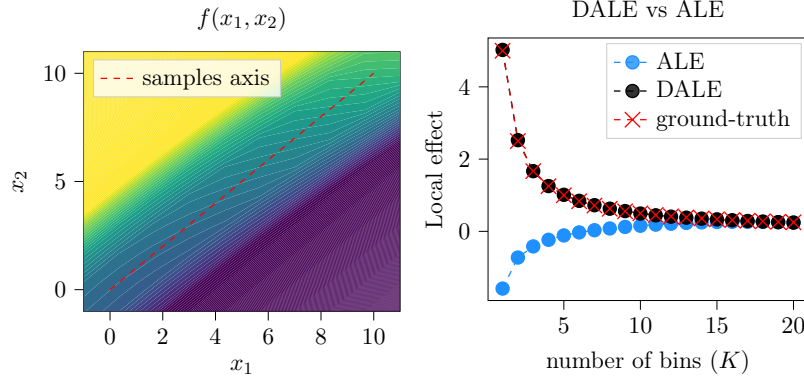 f(x₁, x₂)
samples axis
10
5
0
x₂
0 2 4 6 8 10
x₁
DALE vs ALE
ALE
DALE
ground-truth
4
2
0
Local effect
5 10 15 20
number of bins (K)